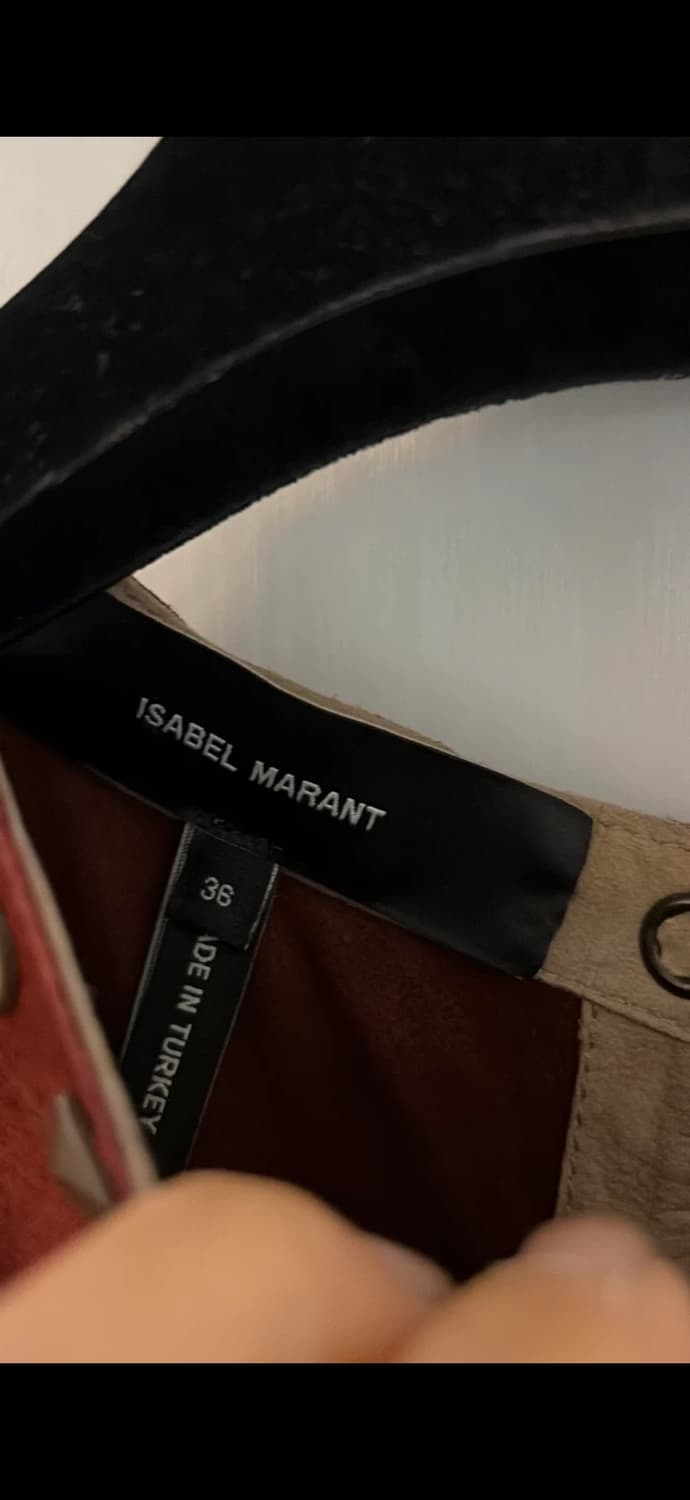 ISABEL MARANT
36
ADE IN TURKEY